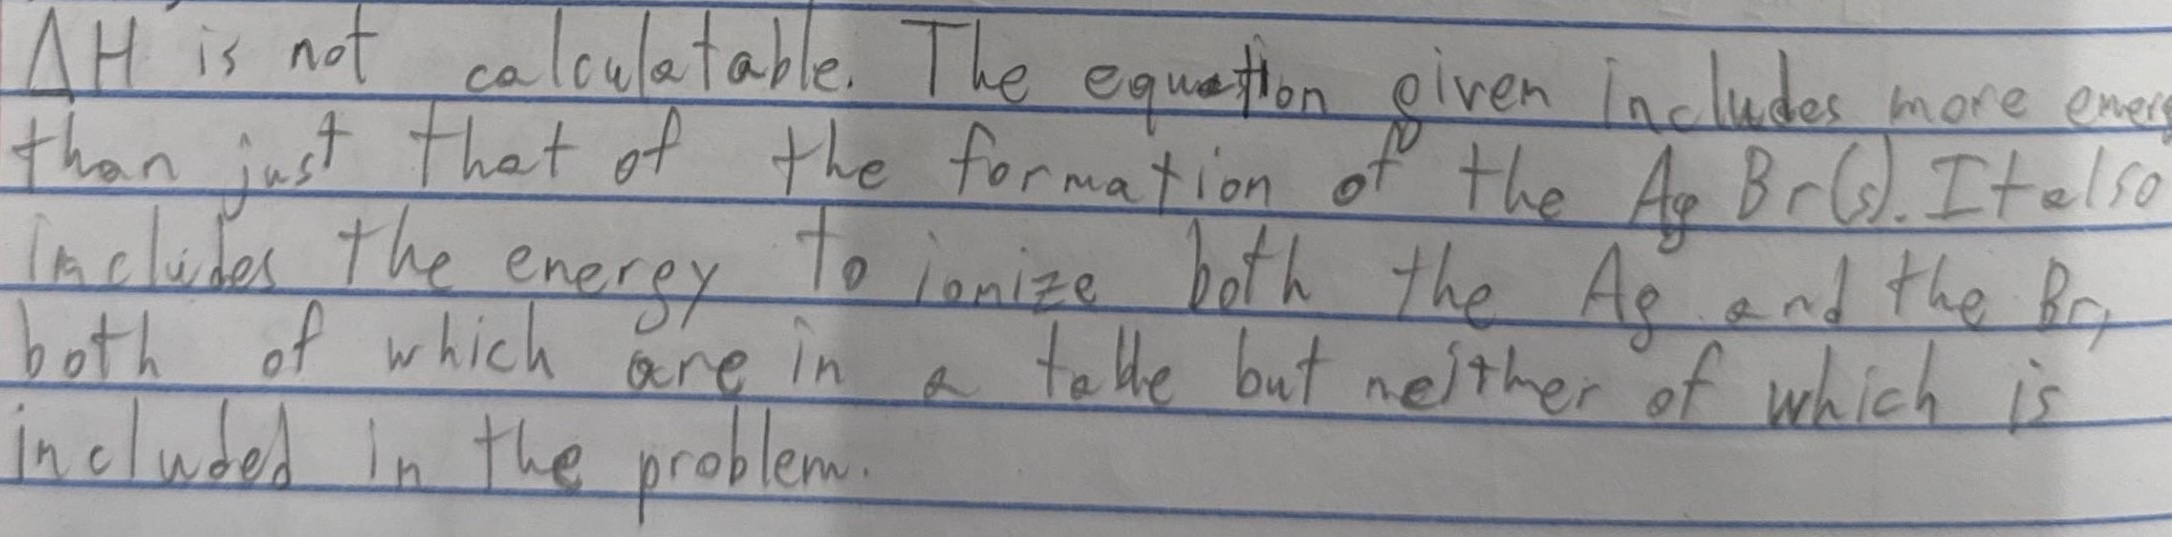 ΔH is not calculatable. The equation given includes more
than just that of the formation of the AgBr(s). It also
includes the energy to ionize both the Ag and the Br,
both of which are in a table but neither of which is
included in the problem.